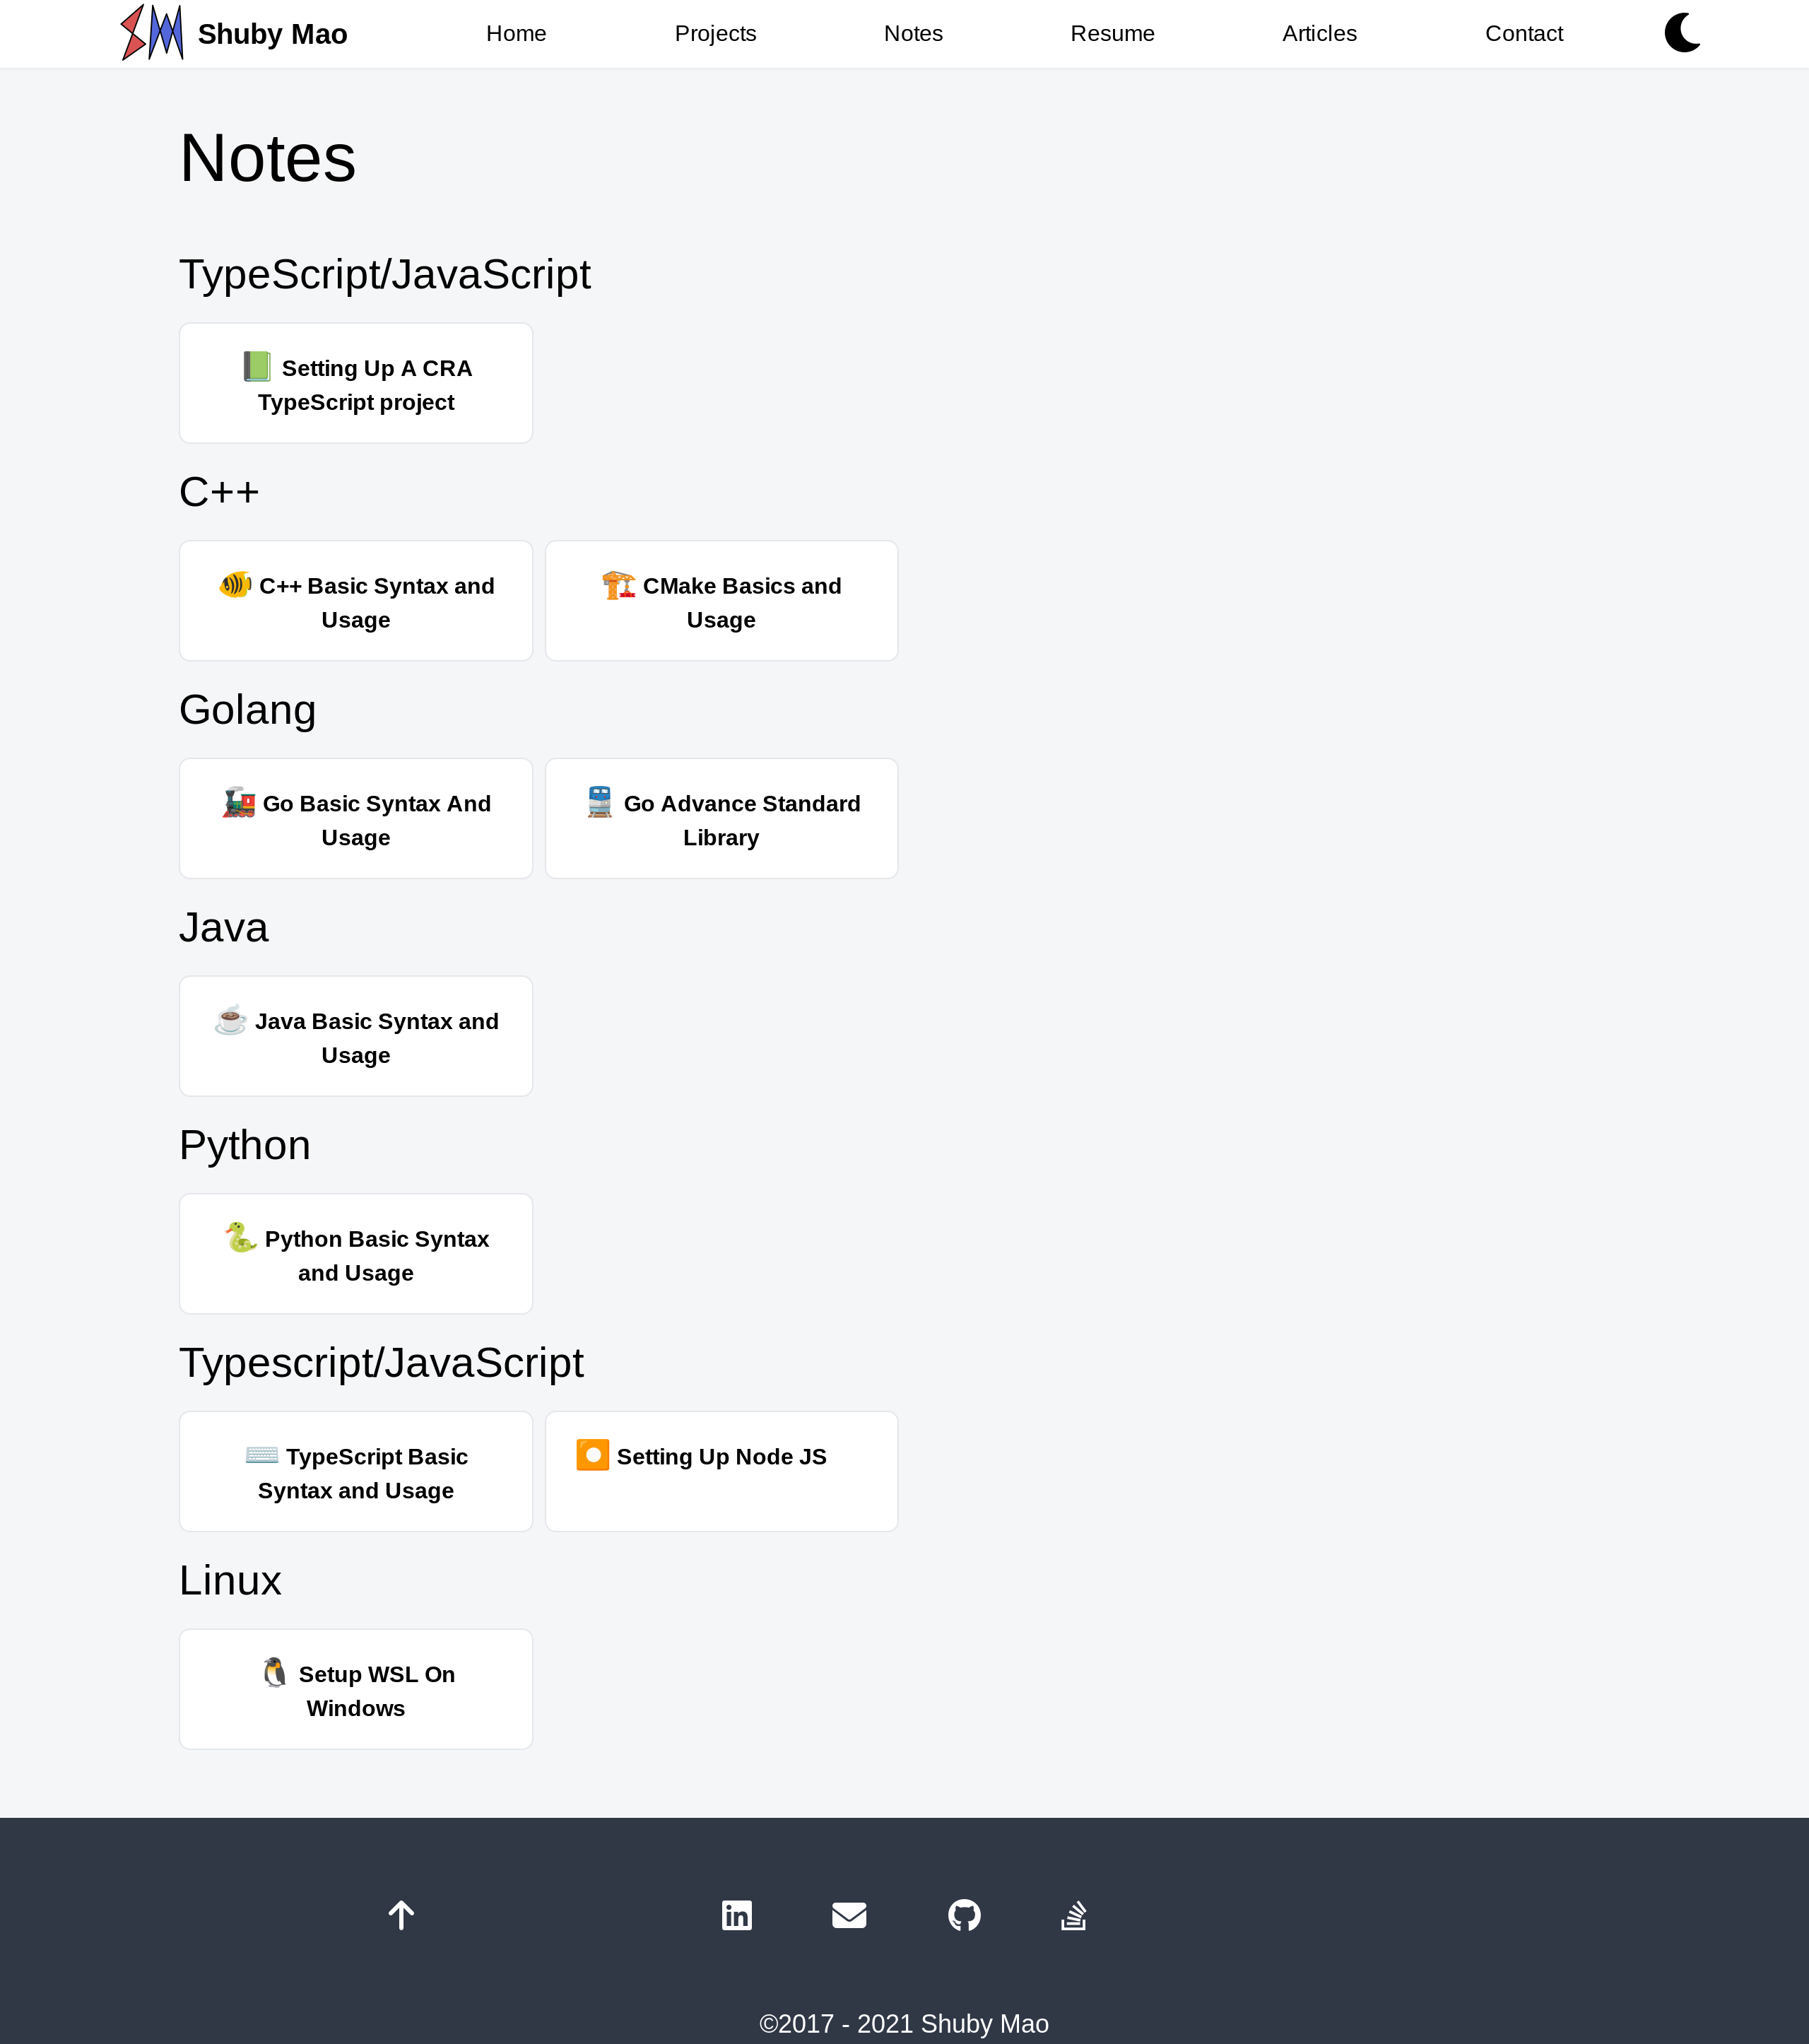 Shuby Mao
Home
Projects
Notes
Resume
Articles
Contact
Notes
TypeScript/JavaScript
Setting Up A CRA
TypeScript project
C++
C++ Basic Syntax and
Usage
CMake Basics and
Usage
Golang
Go Basic Syntax And
Usage
Go Advance Standard
Library
Java
Java Basic Syntax and
Usage
Python
Python Basic Syntax
and Usage
Typescript/JavaScript
TypeScript Basic
Syntax and Usage
Setting Up Node JS
Linux
Setup WSL On
Windows
©2017 - 2021 Shuby Mao